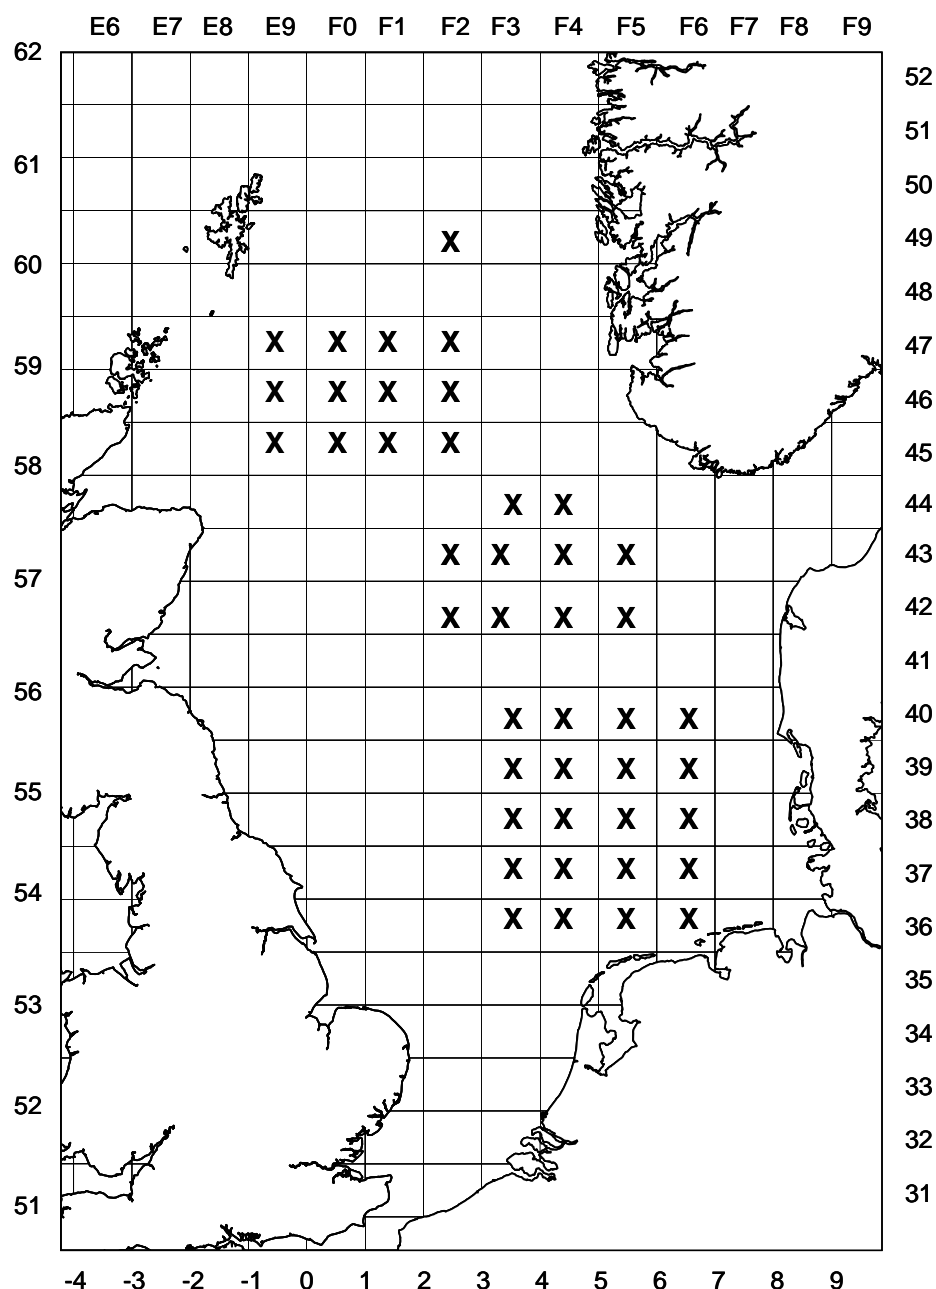 E6 E7 E8 E9 F0 F1 F2 F3 F4 F5 F6 F7 F8 F9
62
52
51
61
50
49
X
60
48
X X X X 47
59
X X X X 46
X X X X 45
58
X X 44
X X X X 43
57
X X X X 42
41
56
X X X X 40
X X X X 39
55
X X X X 38
X X X X 37
54
X X X X 36
35
53
34
33
52
32
31
51
-4 -3 -2 -1 0 1 2 3 4 5 6 7 8 9